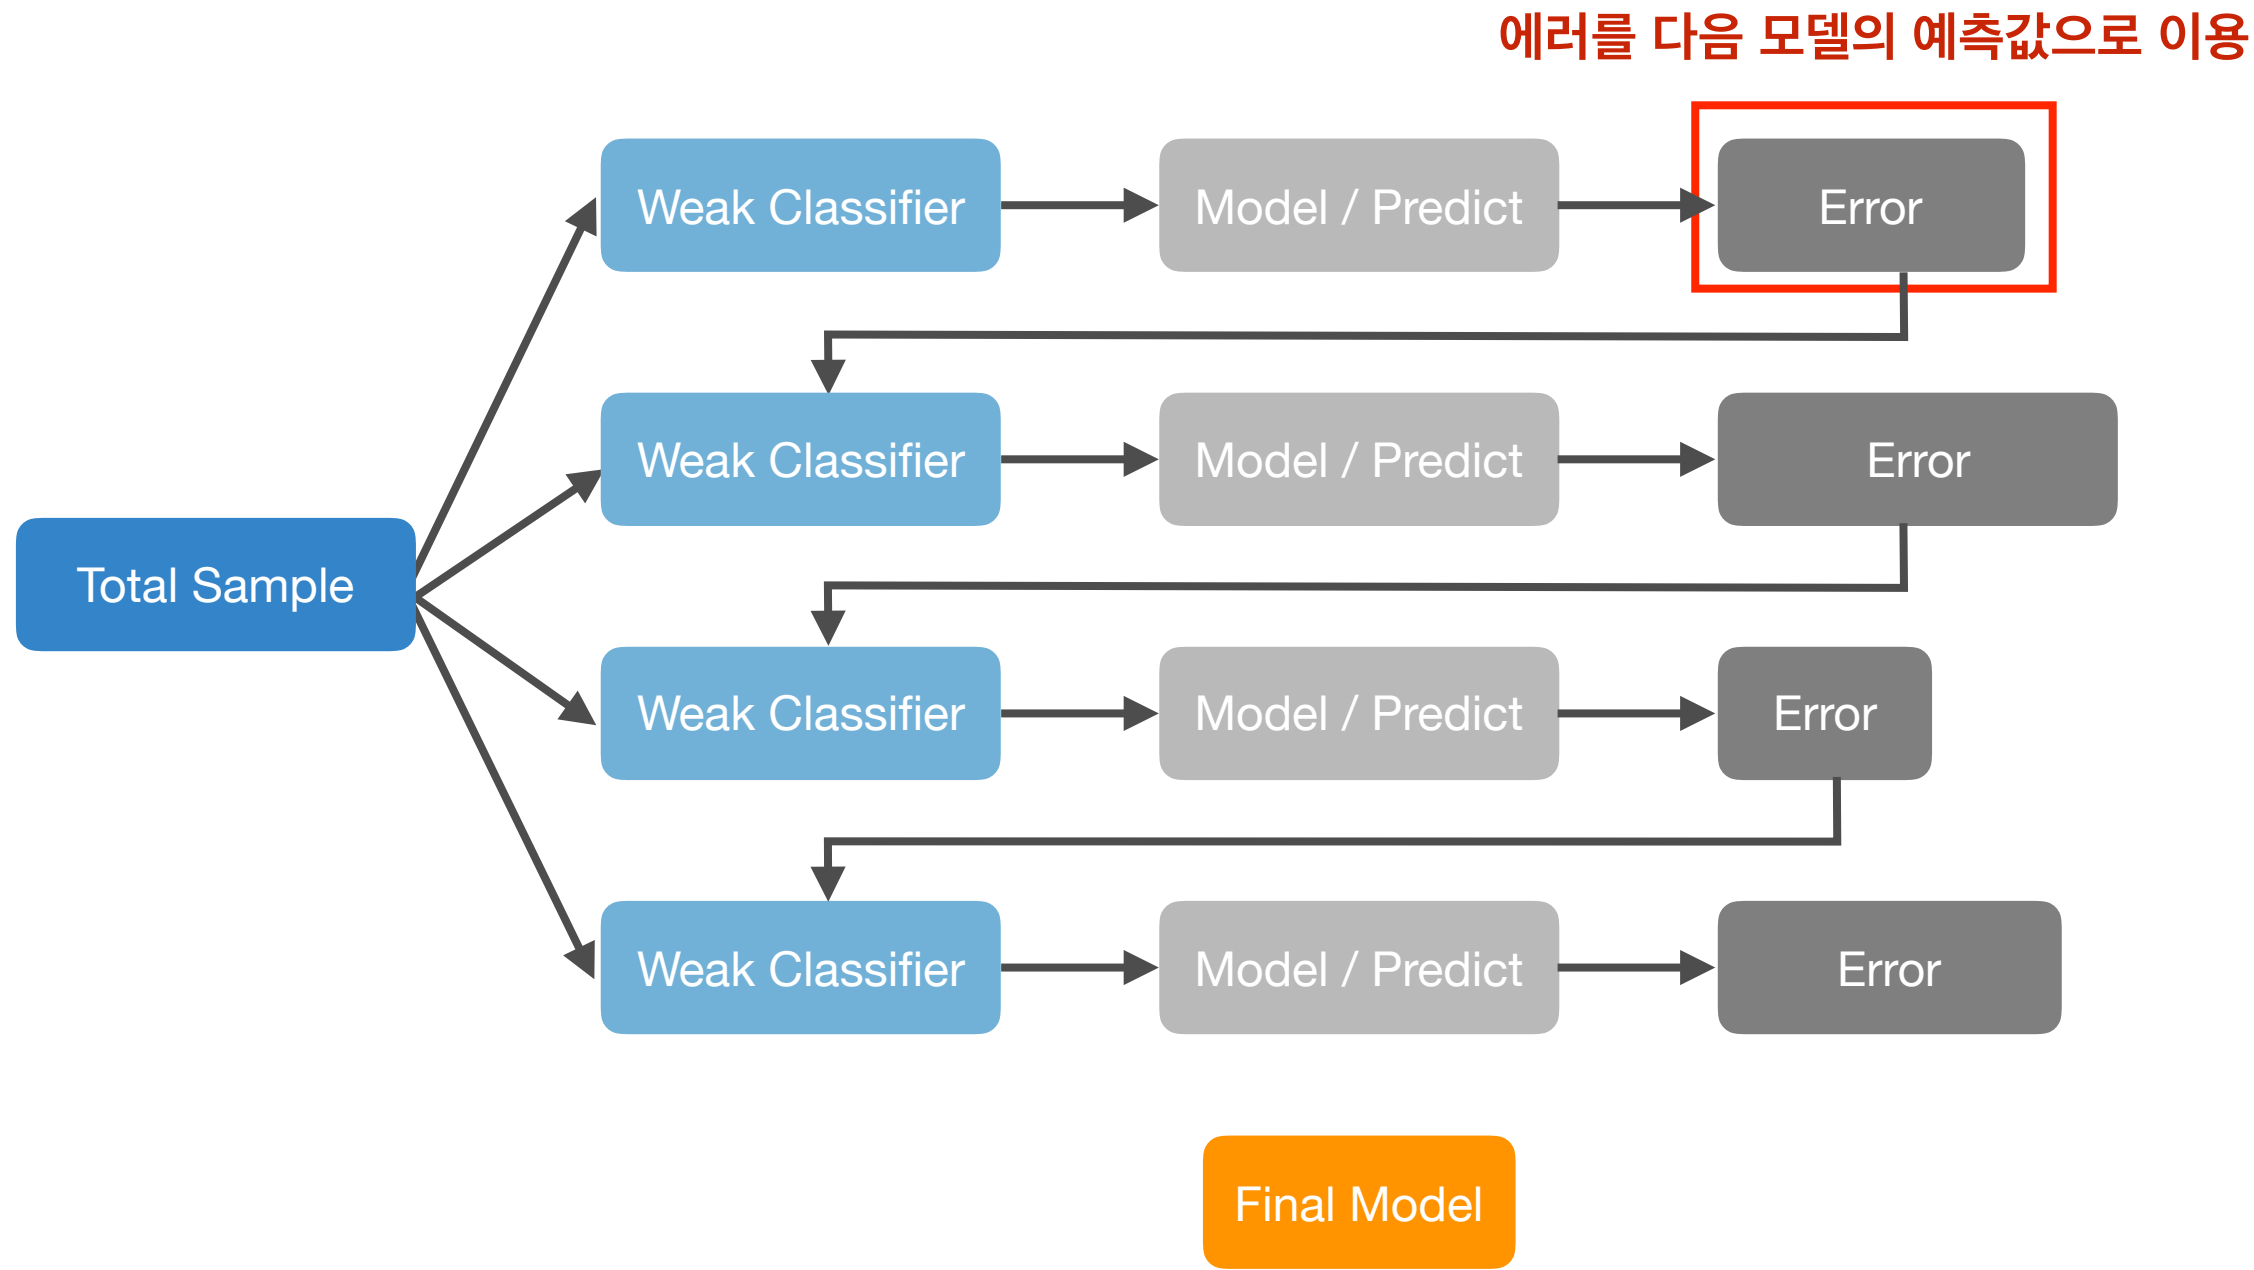 에러를 다음 모델의 예측값으로 이용
Weak Classifier
Model / Predict
Error
Weak Classifier
Model / Predict
Error
Total Sample
Weak Classifier
Model / Predict
Error
Weak Classifier
Model / Predict
Error
Final Model